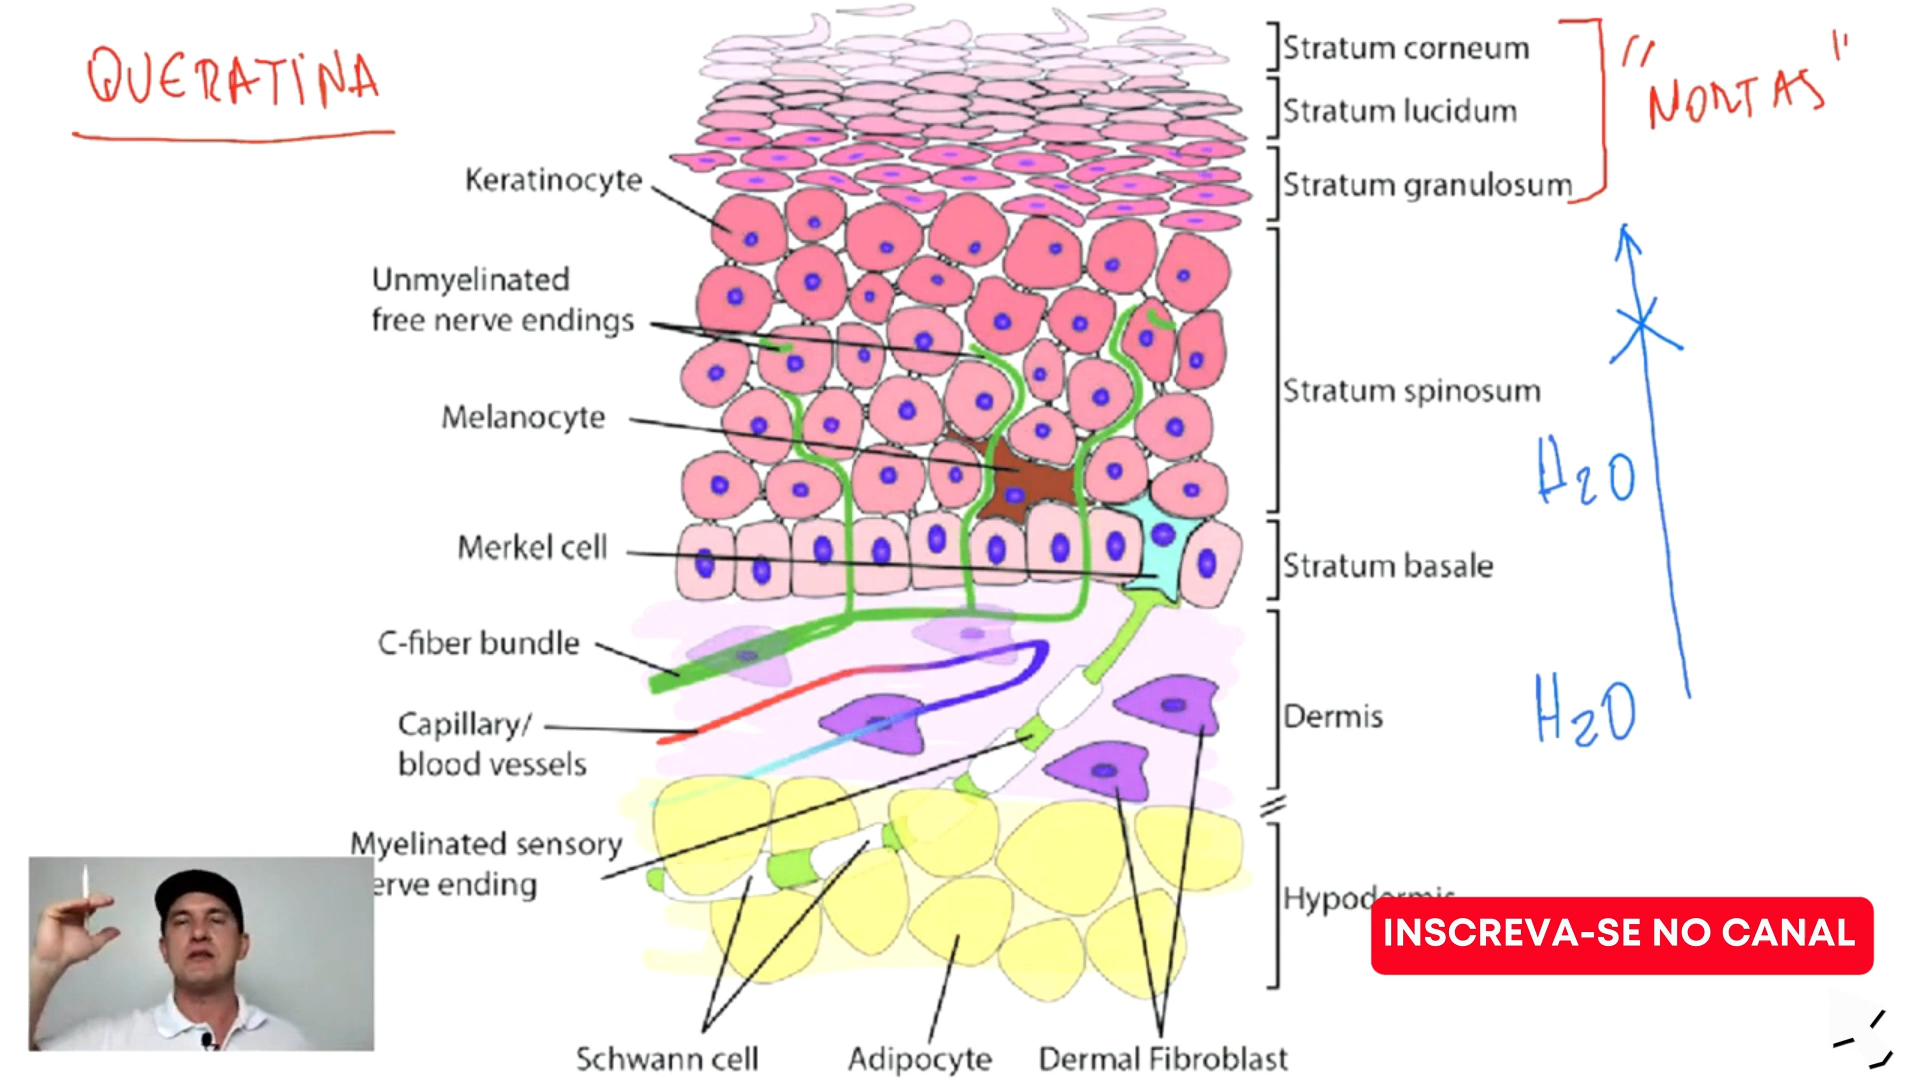 QUERATINA
Stratum corneum
"MORTAS"
Stratum lucidum
Keratinocyte
Stratum granulosum
Unmyelinated
free nerve endings
Stratum spinosum
Melanocyte
H2O
Merkel cell
Stratum basale
C-fiber bundle
H2O
Dermis
Capillary/
blood vessels
Myelinated sensory
erve ending
Hypodermis
INSCREVA-SE NO CANAL
Schwann cell
Adipocyte
Dermal Fibroblast